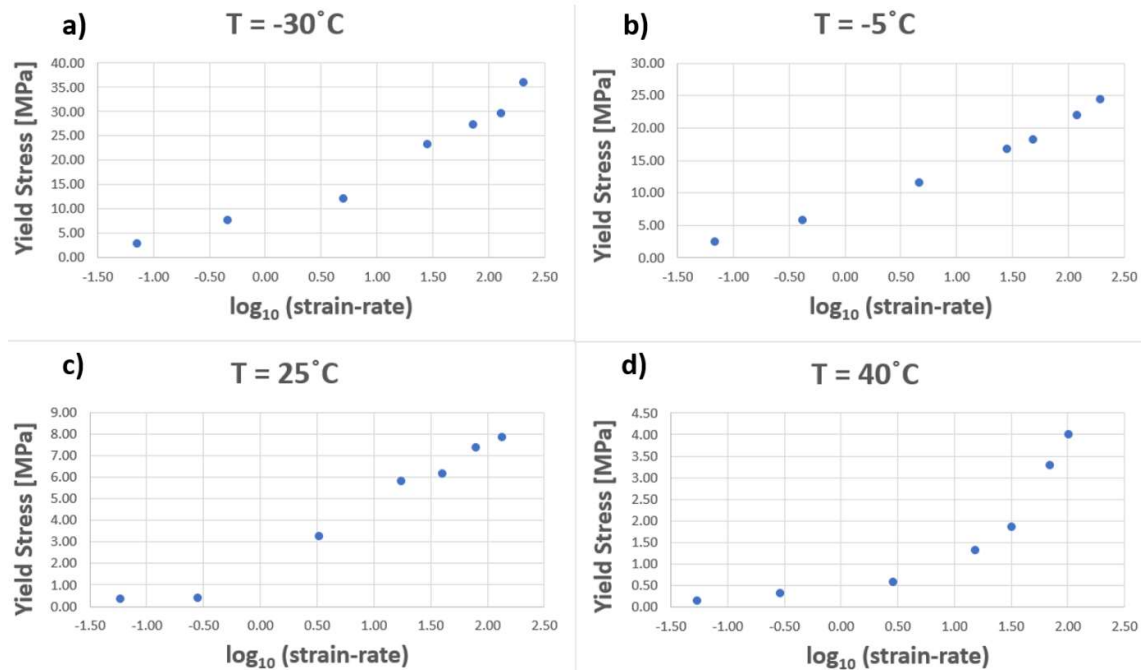 a)
T = -30˚C
Yield Stress [MPa]
40.00
35.00
30.00
25.00
20.00
15.00
10.00
5.00
0.00
-1.50 -1.00 -0.50 0.00 0.50 1.00 1.50 2.00 2.50
log₁₀ (strain-rate)
b)
T = -5˚C
Yield Stress [MPa]
30.00
25.00
20.00
15.00
10.00
5.00
0.00
-1.50 -1.00 -0.50 0.00 0.50 1.00 1.50 2.00 2.50
log₁₀ (strain-rate)
c)
T = 25˚C
Yield Stress [MPa]
9.00
8.00
7.00
6.00
5.00
4.00
3.00
2.00
1.00
0.00
-1.50 -1.00 -0.50 0.00 0.50 1.00 1.50 2.00 2.50
log₁₀ (strain-rate)
d)
T = 40˚C
Yield Stress [MPa]
4.50
4.00
3.50
3.00
2.50
2.00
1.50
1.00
0.50
0.00
-1.50 -1.00 -0.50 0.00 0.50 1.00 1.50 2.00 2.50
log₁₀ (strain-rate)